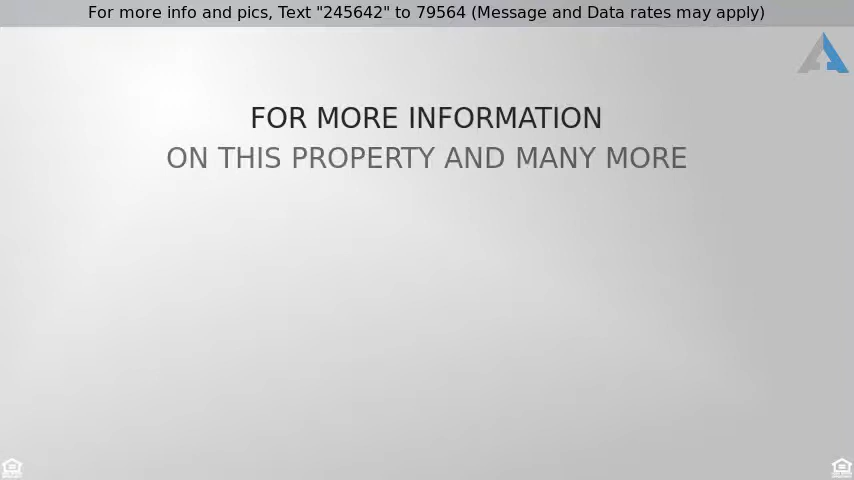 For more info and pics, Text "245642" to 79564 (Message and Data rates may apply)
FOR MORE INFORMATION
ON THIS PROPERTY AND MANY MORE